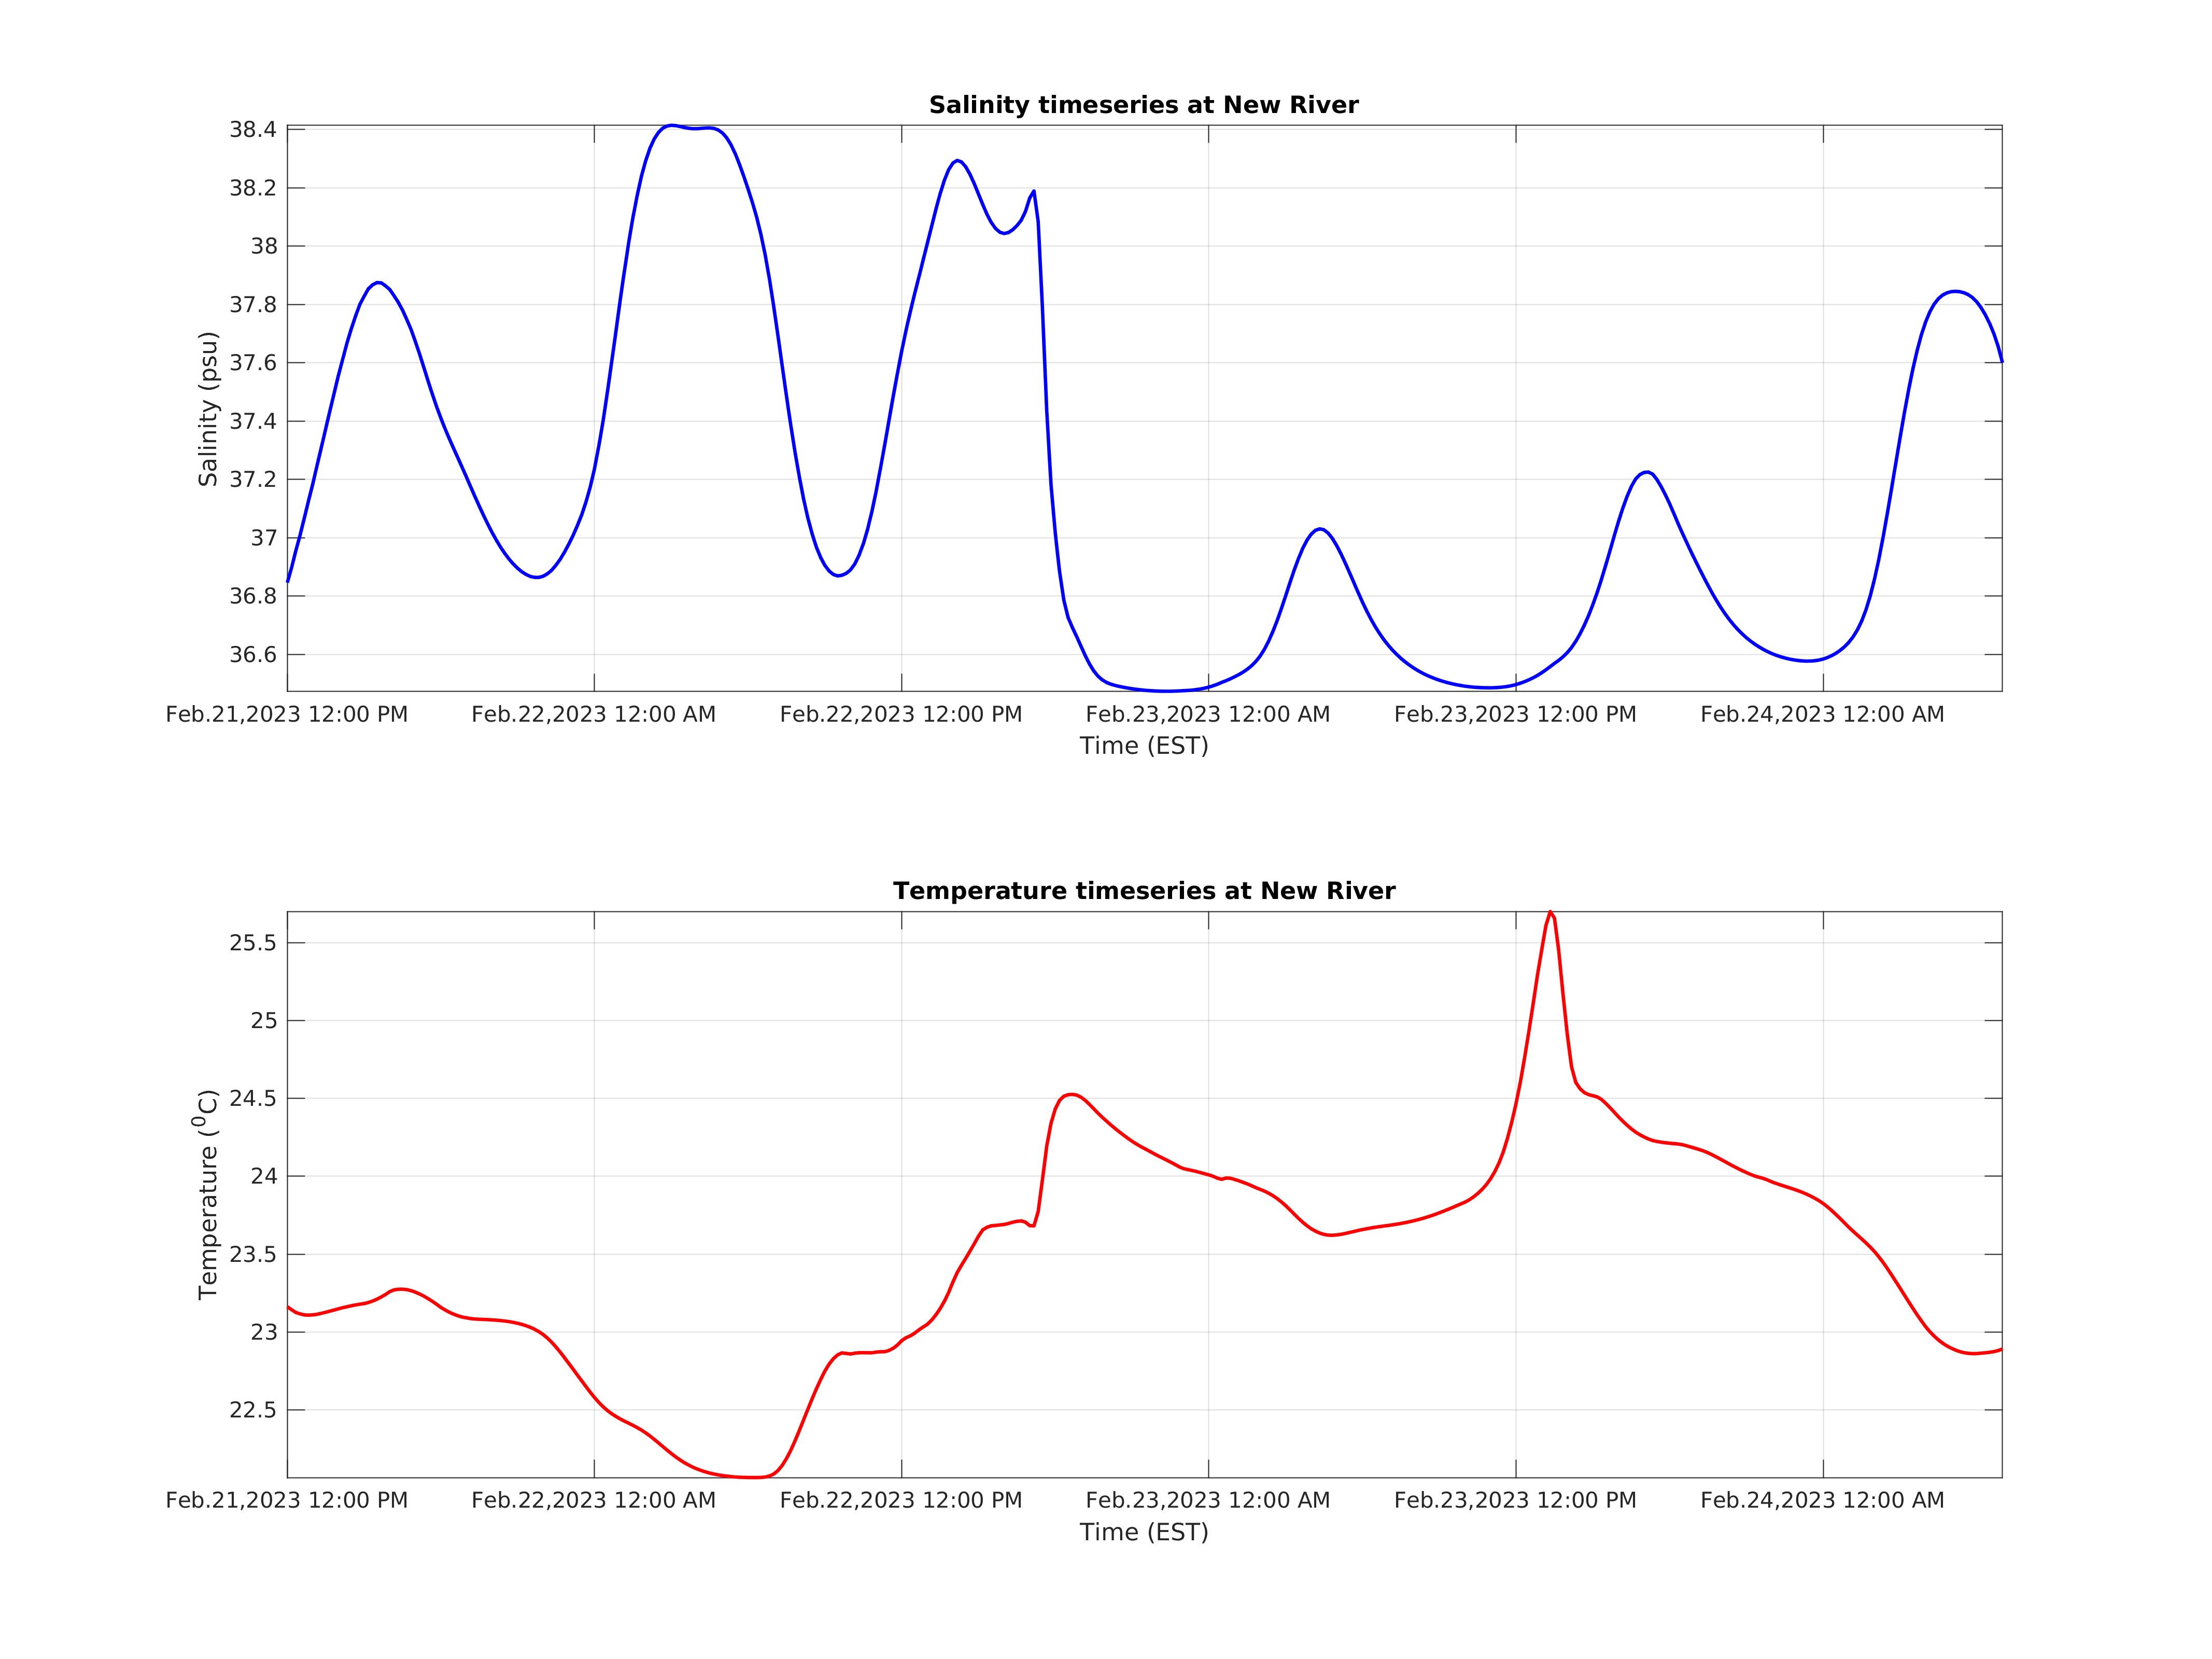 Salinity timeseries at New River
38.4
38.2
38
37.8
37.6
37.4
37.2
37
36.8
36.6
Salinity (psu)
Feb.21,2023 12:00 PM Feb.22,2023 12:00 AM Feb.22,2023 12:00 PM Feb.23,2023 12:00 AM Feb.23,2023 12:00 PM Feb.24,2023 12:00 AM
Time (EST)
Temperature timeseries at New River
25.5
25
24.5
24
23.5
23
22.5
Temperature (⁰C)
Feb.21,2023 12:00 PM Feb.22,2023 12:00 AM Feb.22,2023 12:00 PM Feb.23,2023 12:00 AM Feb.23,2023 12:00 PM Feb.24,2023 12:00 AM
Time (EST)